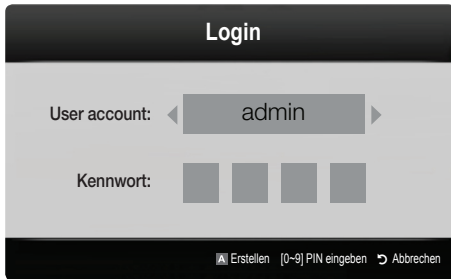 Login
User account: admin
Kennwort:
A Erstellen [0~9] PIN eingeben Abbrechen